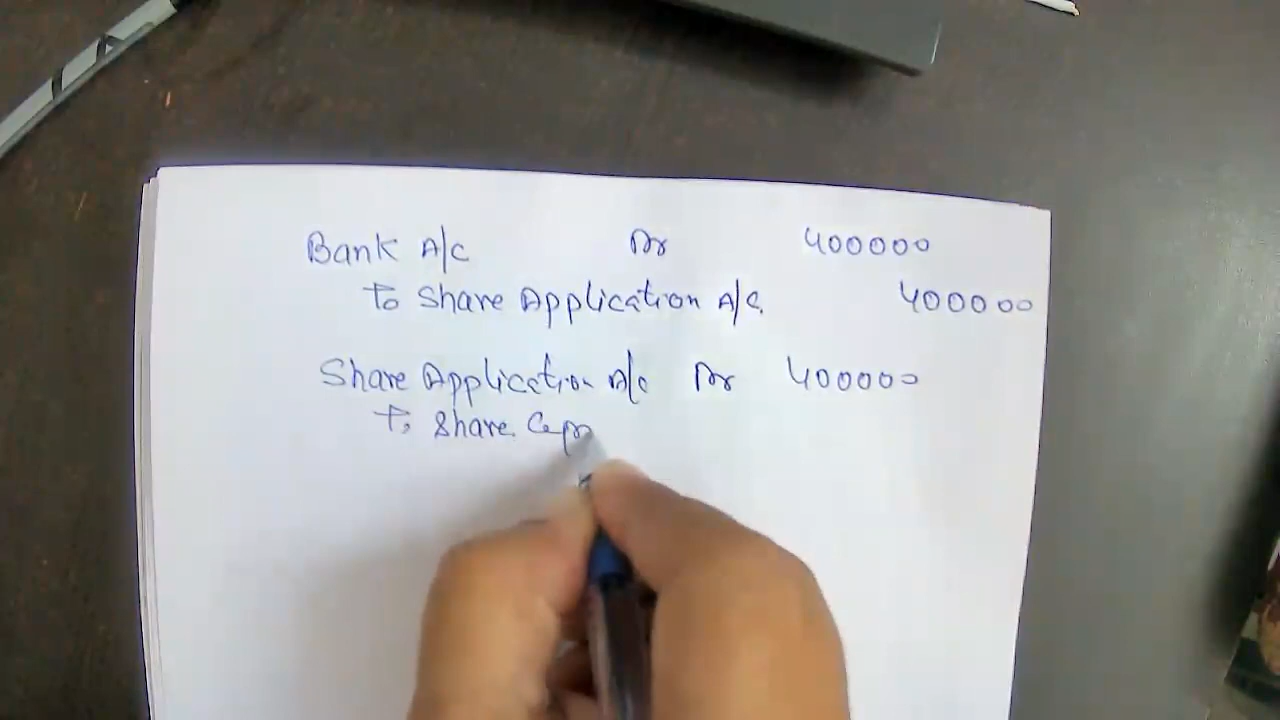 Bank A/c Dr 400000
To Share Application A/c. 400000
Share Application A/c Dr 400000
To Share. Cap